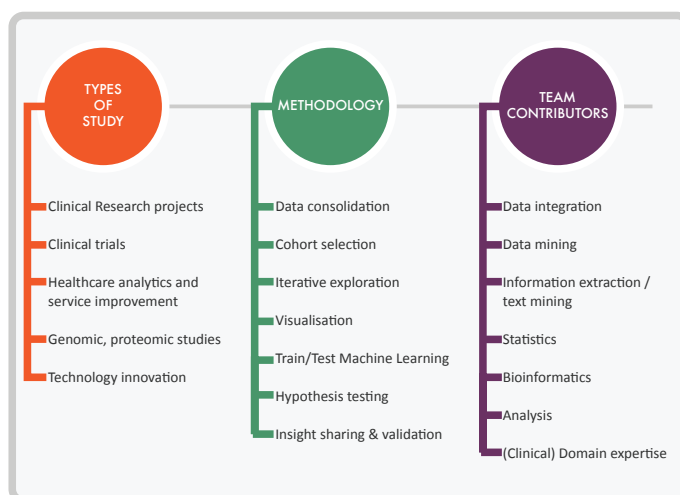 TYPES
OF
STUDY
Clinical Research projects
Clinical trials
Healthcare analytics and
service improvement
Genomic, proteomic studies
Technology innovation
METHODOLOGY
Data consolidation
Cohort selection
Iterative exploration
Visualisation
Train/Test Machine Learning
Hypothesis testing
Insight sharing & validation
TEAM
CONTRIBUTORS
Data integration
Data mining
Information extraction /
text mining
Statistics
Bioinformatics
Analysis
(Clinical) Domain expertise